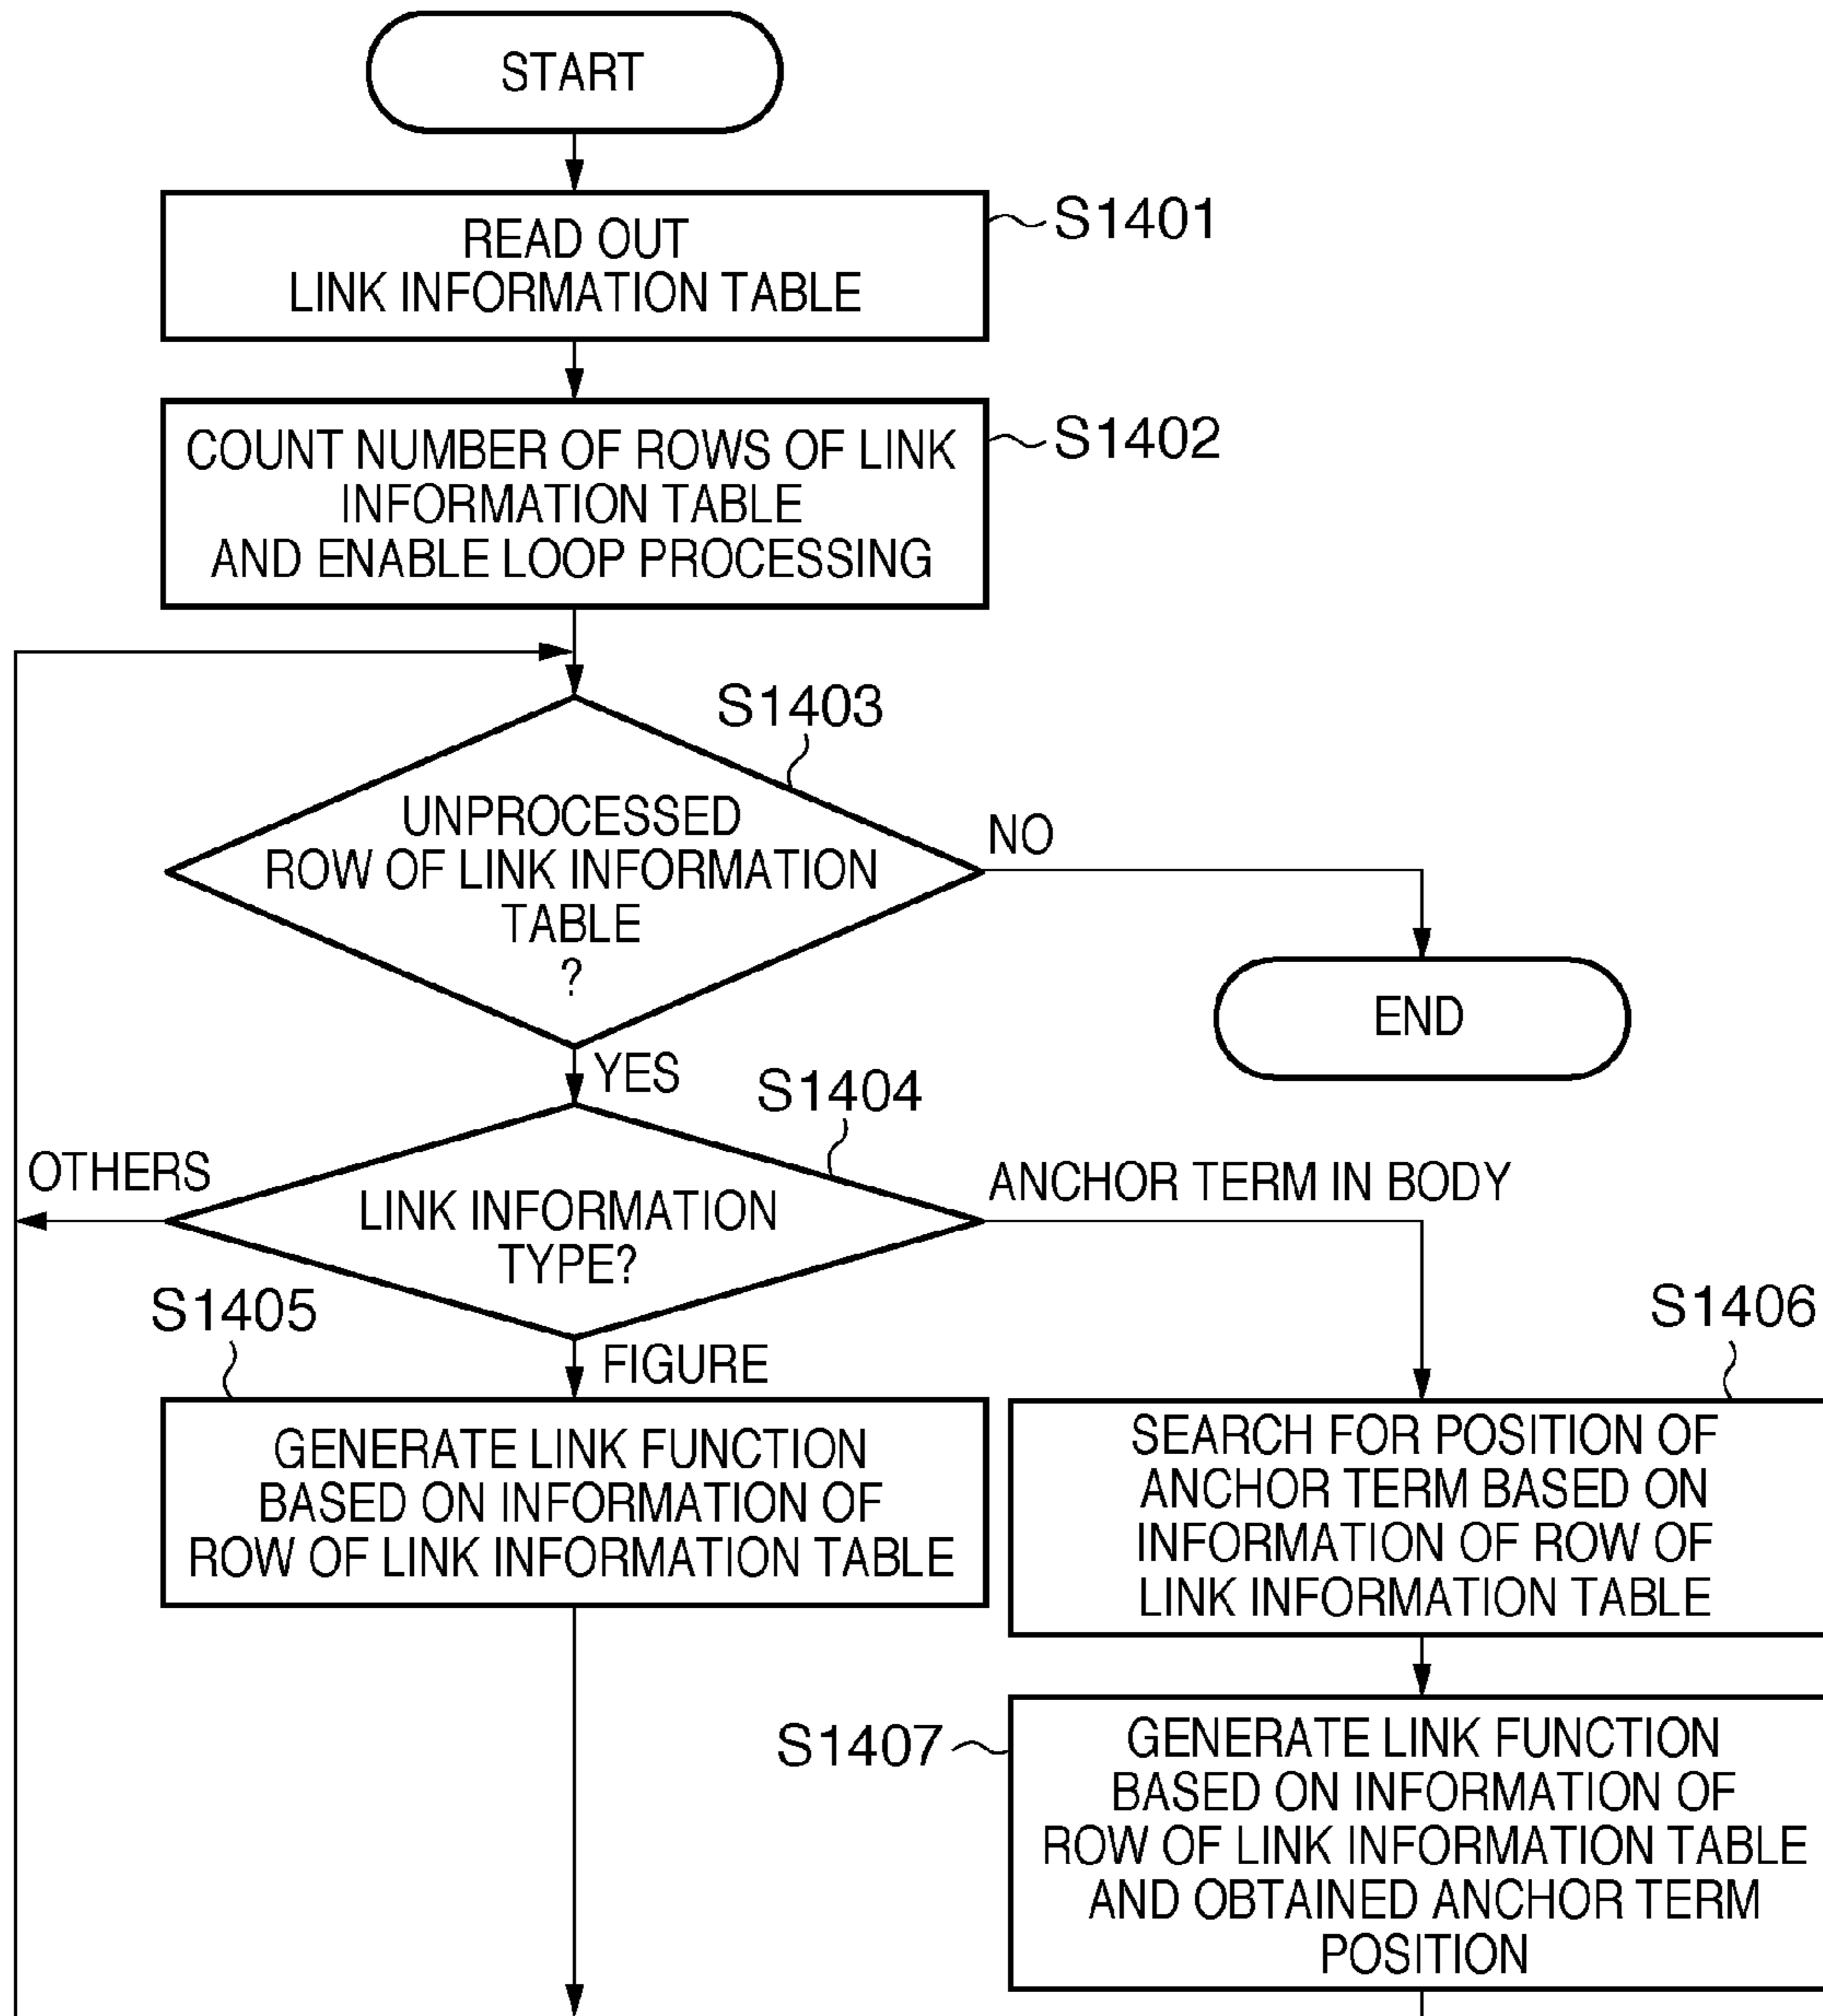 START
READ OUT
LINK INFORMATION TABLE
S1401
COUNT NUMBER OF ROWS OF LINK
INFORMATION TABLE
AND ENABLE LOOP PROCESSING
S1402
S1403
UNPROCESSED
ROW OF LINK INFORMATION
TABLE
?
NO
END
YES
S1404
OTHERS
LINK INFORMATION
TYPE?
ANCHOR TERM IN BODY
S1405
FIGURE
GENERATE LINK FUNCTION
BASED ON INFORMATION OF
ROW OF LINK INFORMATION TABLE
S1406
SEARCH FOR POSITION OF
ANCHOR TERM BASED ON
INFORMATION OF ROW OF
LINK INFORMATION TABLE
S1407
GENERATE LINK FUNCTION
BASED ON INFORMATION OF
ROW OF LINK INFORMATION TABLE
AND OBTAINED ANCHOR TERM
POSITION